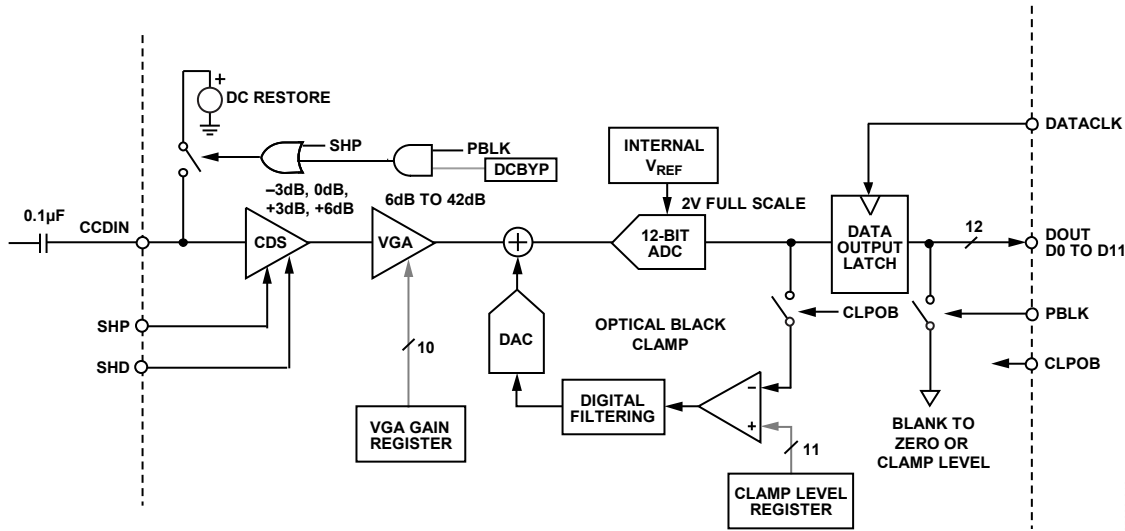 +
DC RESTORE
SHP
PBLK
DCBYP
INTERNAL
VREF
DATACLK
–3dB, 0dB,
+3dB, +6dB
6dB TO 42dB
2V FULL SCALE
0.1µF
CCDIN
CDS
VGA
+
12-BIT
ADC
DATA
OUTPUT
LATCH
12
DOUT
D0 TO D11
SHP
SHD
10
DAC
OPTICAL BLACK
CLAMP
CLPOB
PBLK
CLPOB
DIGITAL
FILTERING
–
+
11
VGA GAIN
REGISTER
BLANK TO
ZERO OR
CLAMP LEVEL
CLAMP LEVEL
REGISTER